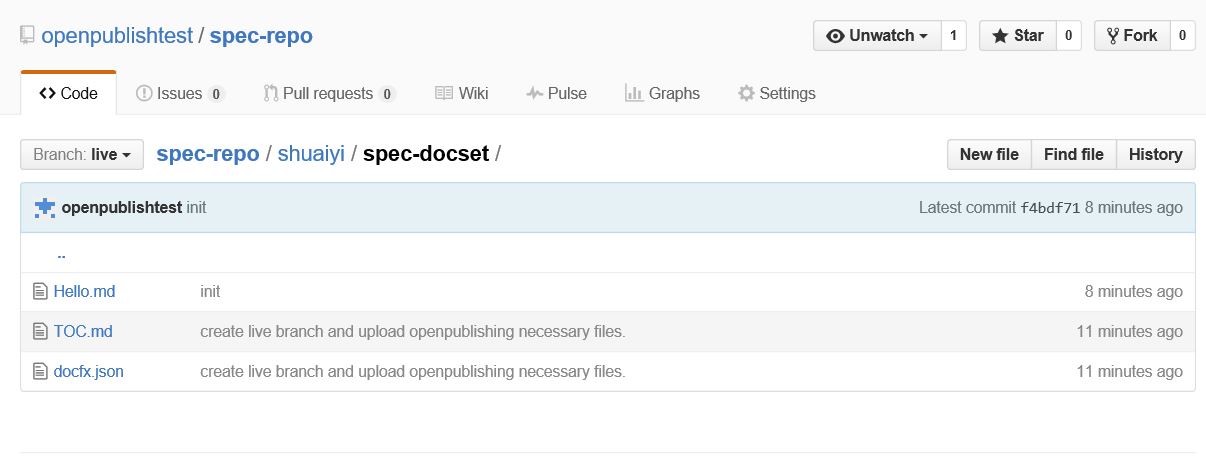 openpublishtest / spec-repo Unwatch 1 Star 0 Fork 0
Code Issues 0 Pull requests 0 Wiki Pulse Graphs Settings
Branch: live spec-repo / shuaiyi / spec-docset / New file Find file History
openpublishtest init Latest commit f4bdf71 8 minutes ago
..
Hello.md init 8 minutes ago
TOC.md create live branch and upload openpublishing necessary files. 11 minutes ago
docfx.json create live branch and upload openpublishing necessary files. 11 minutes ago